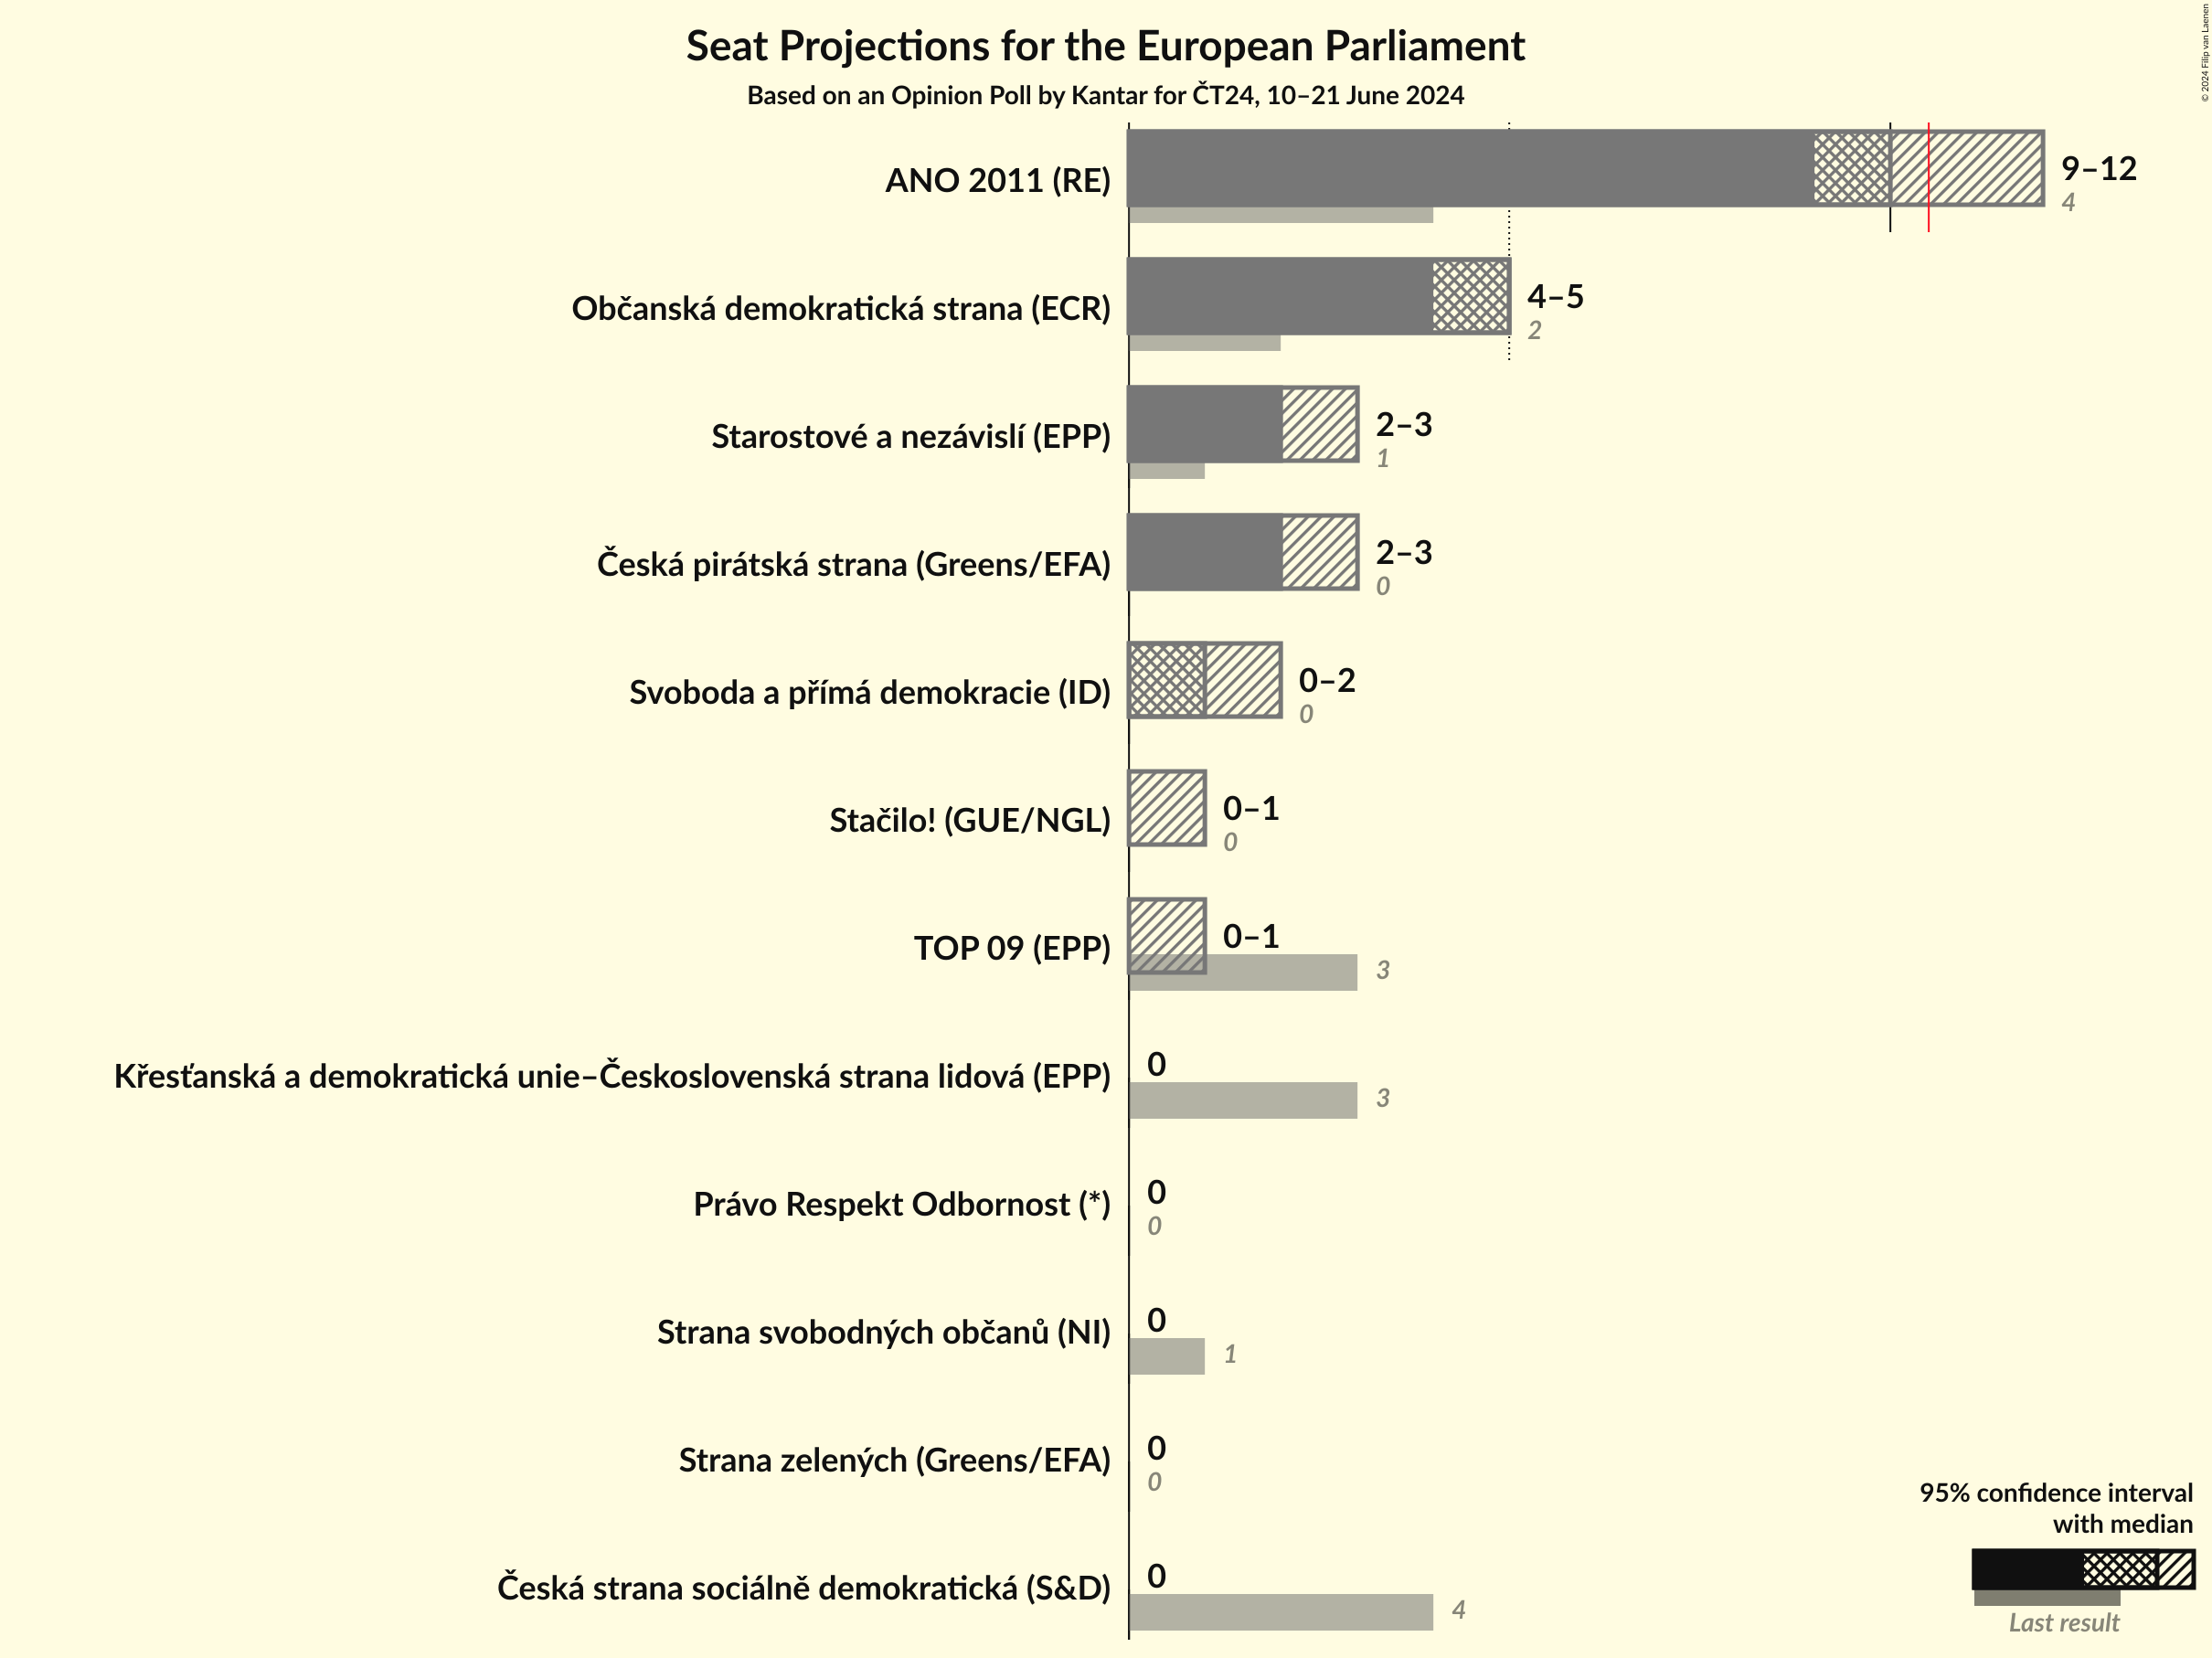 Seat Projections for the European Parliament
Based on an Opinion Poll by Kantar for ČT24, 10–21 June 2024
© 2024 Filip van Laenen
ANO 2011 (RE)
9–12
4
Občanská demokratická strana (ECR)
4–5
2
Starostové a nezávislí (EPP)
2–3
1
Česká pirátská strana (Greens/EFA)
2–3
0
Svoboda a přímá demokracie (ID)
0–2
0
Stačilo! (GUE/NGL)
0–1
0
TOP 09 (EPP)
0–1
3
Křesťanská a demokratická unie–Československá strana lidová (EPP)
0
3
Právo Respekt Odbornost (*)
0
0
Strana svobodných občanů (NI)
0
1
Strana zelených (Greens/EFA)
0
0
Česká strana sociálně demokratická (S&D)
0
4
95% confidence interval
with median
Last result